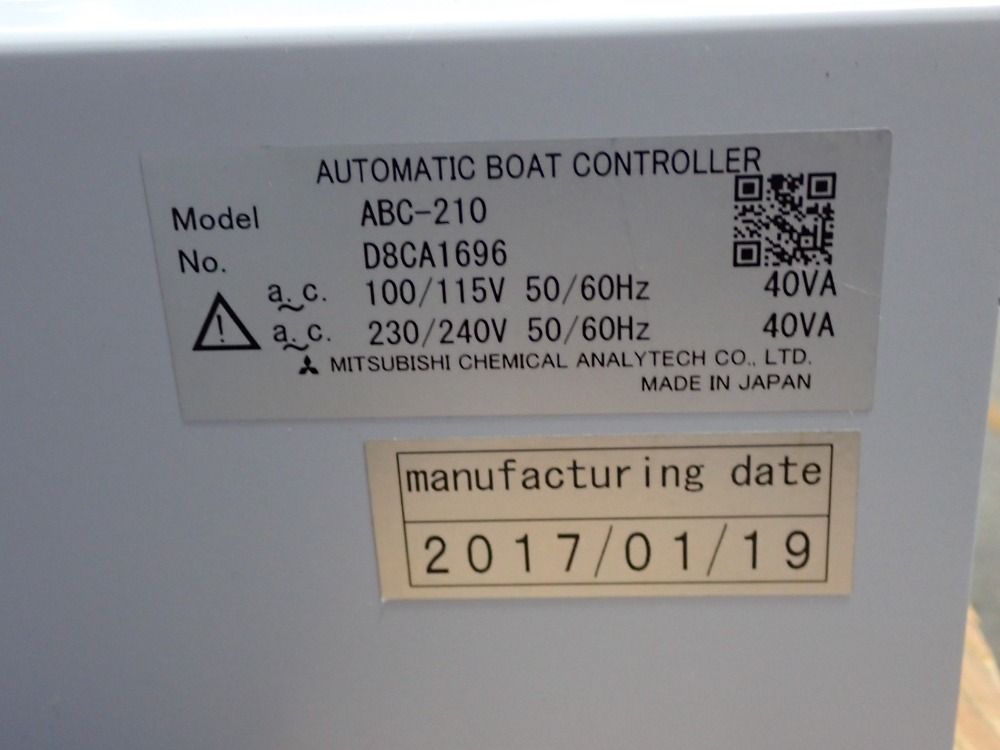 AUTOMATIC BOAT CONTROLLER
Model ABC-210
No. D8CA1696
a.c. 100/115V 50/60Hz 40VA
a.c. 230/240V 50/60Hz 40VA
MITSUBISHI CHEMICAL ANALYTECH CO., LTD.
MADE IN JAPAN
manufacturing date
2017/01/19